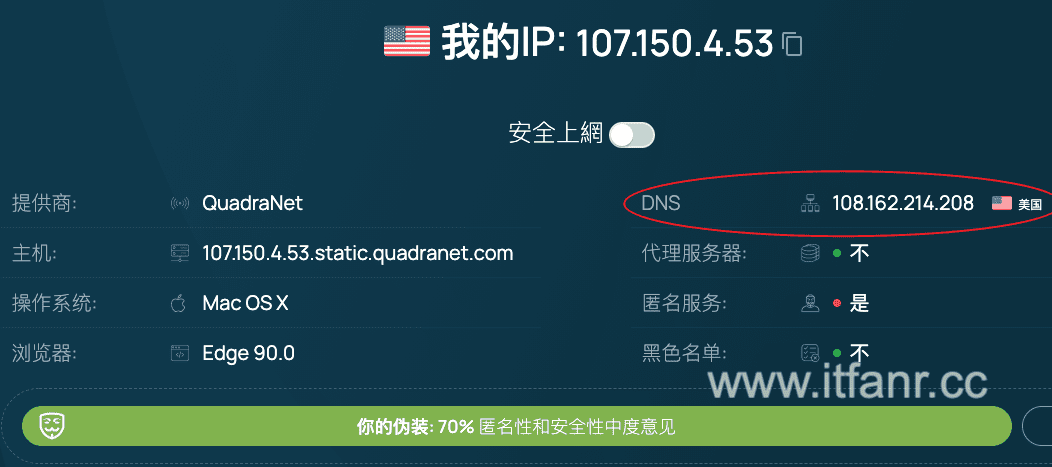 我的IP: 107.150.4.53
安全上網
提供商: QuadraNet
DNS 108.162.214.208 美国
主机: 107.150.4.53.static.quadranet.com
代理服务器: 不
操作系统: Mac OS X
匿名服务: 是
浏览器: Edge 90.0
黑色名单: 不
www.itfanr.cc
你的伪装: 70% 匿名性和安全性中度意见